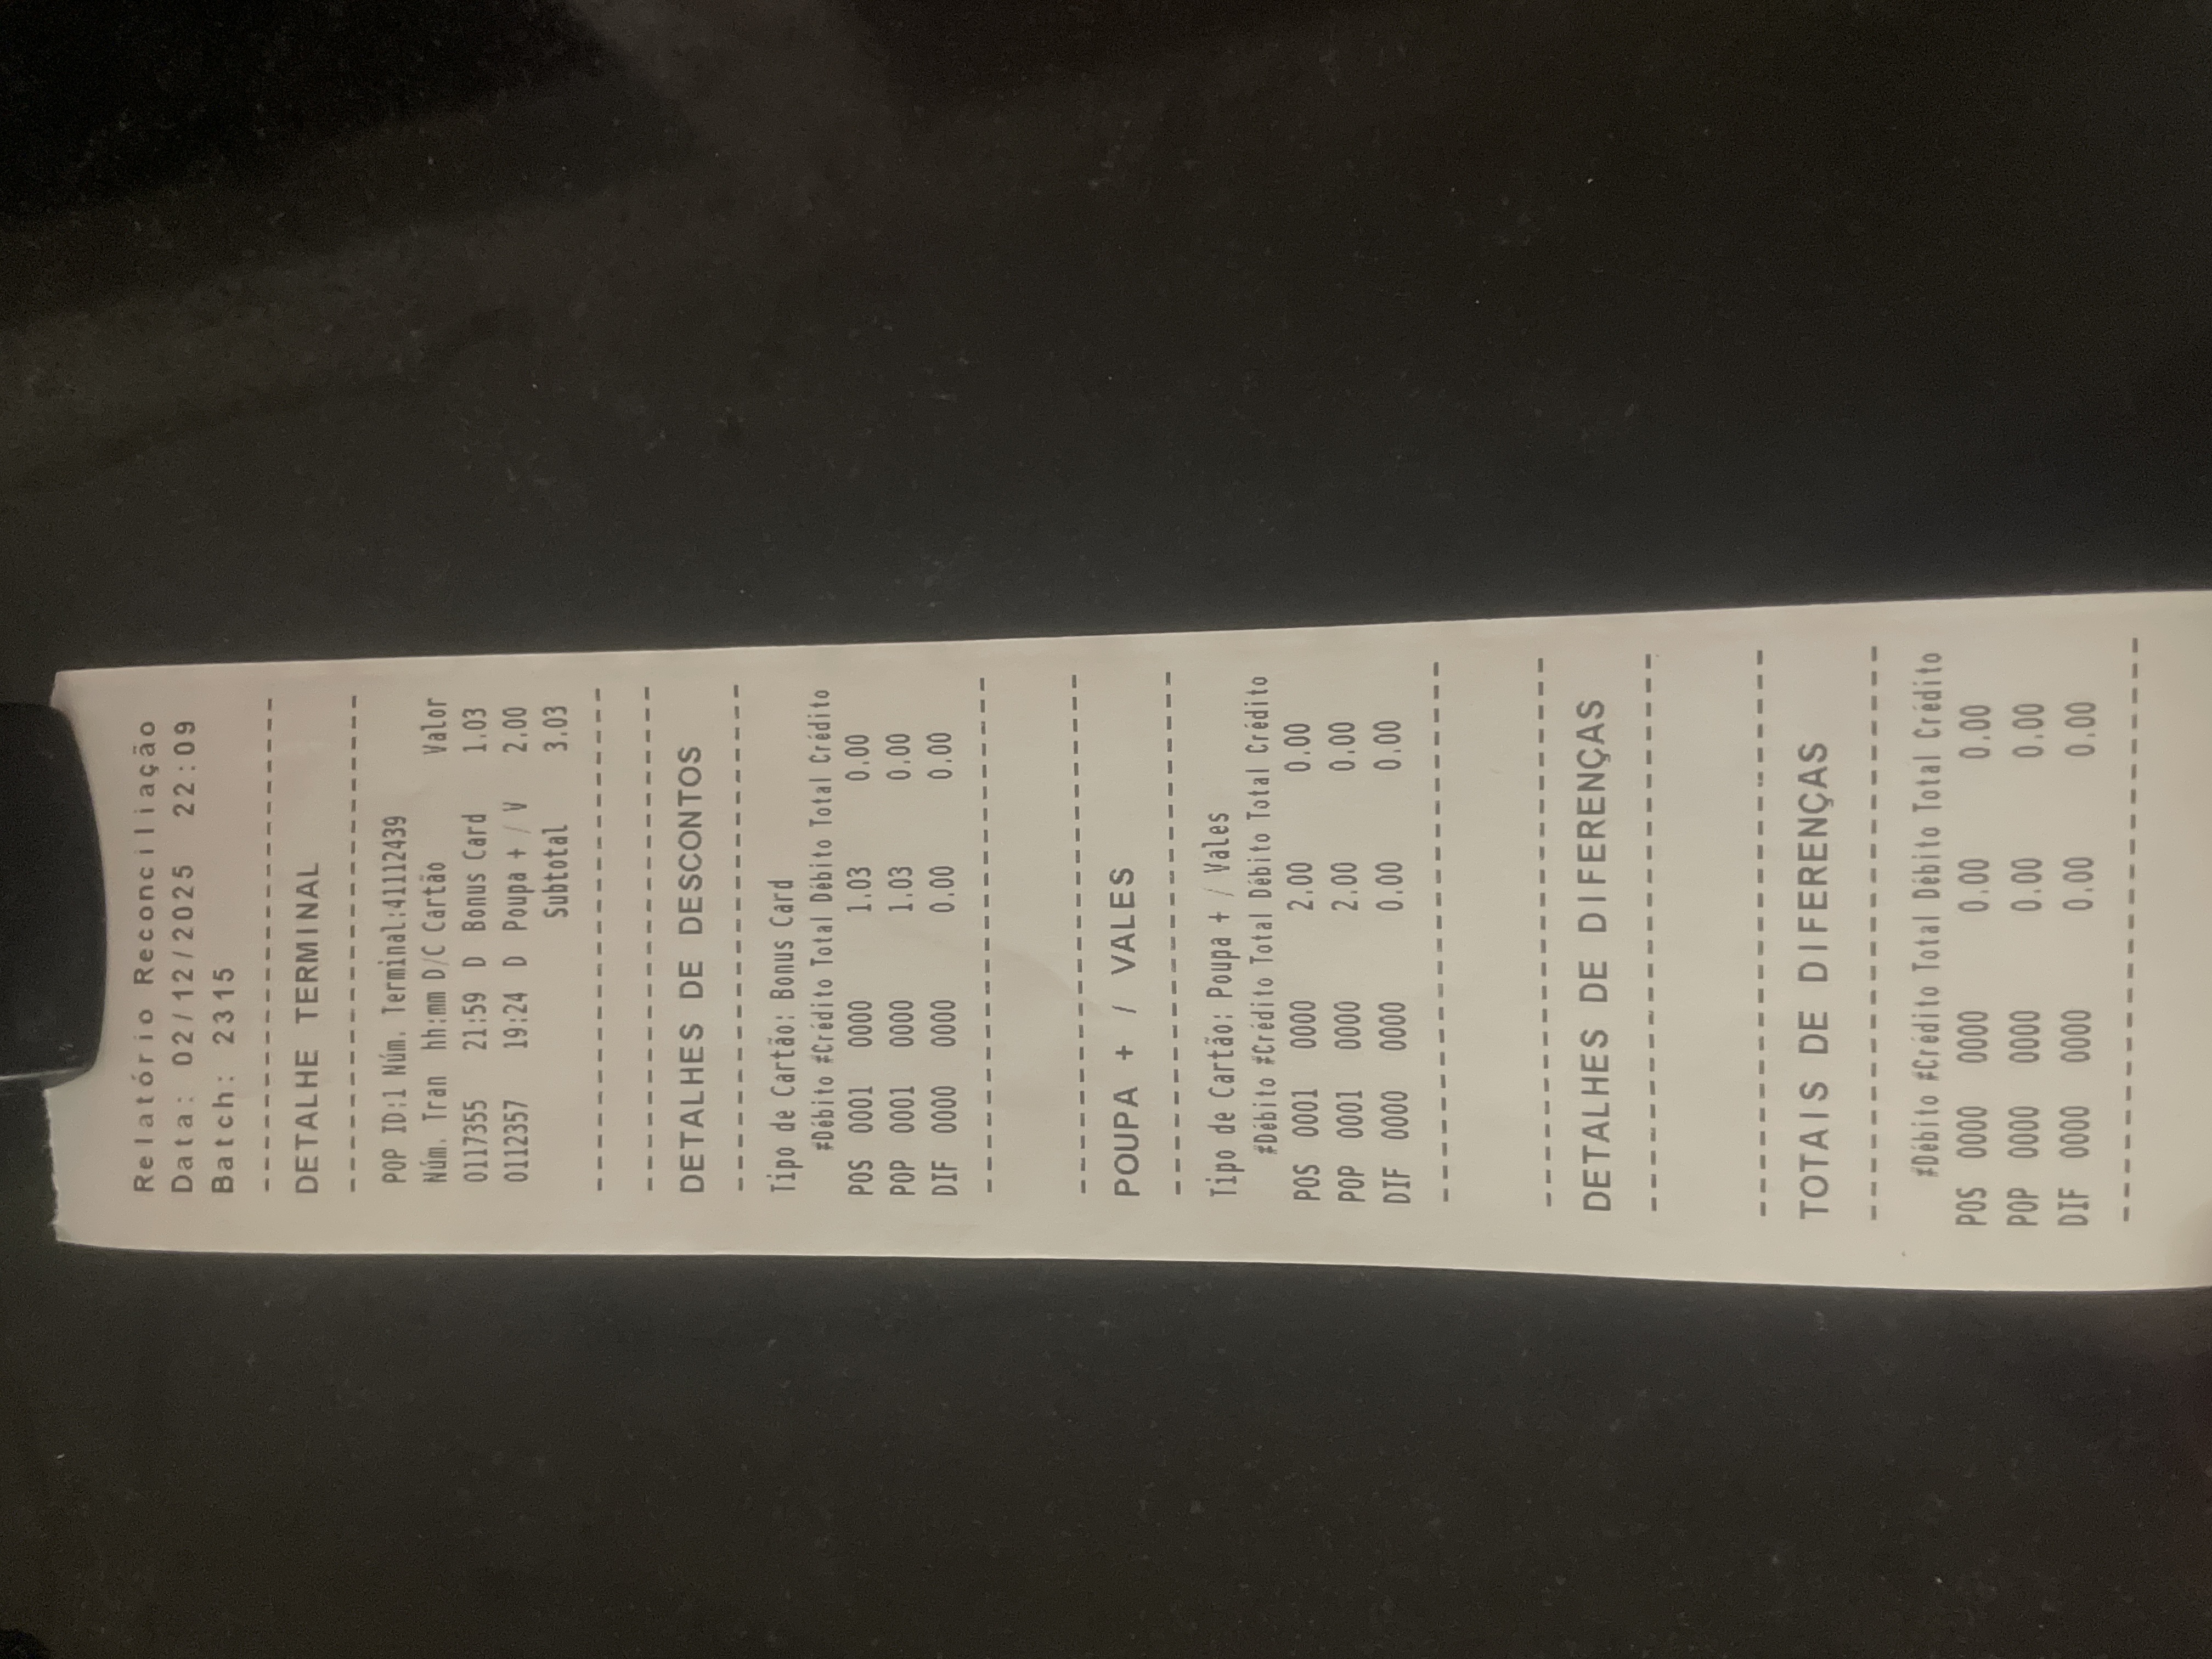 Relatório Reconciliação
Data: 02/12/2025 22:09
Batch: 2315
--------------------------------
DETALHE TERMINAL
--------------------------------
POP ID:1 Núm. Terminal:41112439
Núm. Tran hh:mm D/C Cartão Valor
0117355 21:59 D Bonus Card 1.03
0112357 19:24 D Poupa + / V 2.00
Subtotal 3.03
--------------------------------
--------------------------------
DETALHES DE DESCONTOS
--------------------------------
Tipo de Cartão: Bonus Card
#Débito #Crédito Total Débito Total Crédito
POS 0001 0000 1.03 0.00
POP 0001 0000 1.03 0.00
DIF 0000 0000 0.00 0.00
--------------------------------
--------------------------------
POUPA + / VALES
--------------------------------
Tipo de Cartão: Poupa + / Vales
#Débito #Crédito Total Débito Total Crédito
POS 0001 0000 2.00 0.00
POP 0001 0000 2.00 0.00
DIF 0000 0000 0.00 0.00
--------------------------------
--------------------------------
DETALHES DE DIFERENÇAS
--------------------------------
--------------------------------
TOTAIS DE DIFERENÇAS
--------------------------------
#Débito #Crédito Total Débito Total Crédito
POS 0000 0000 0.00 0.00
POP 0000 0000 0.00 0.00
DIF 0000 0000 0.00 0.00
--------------------------------